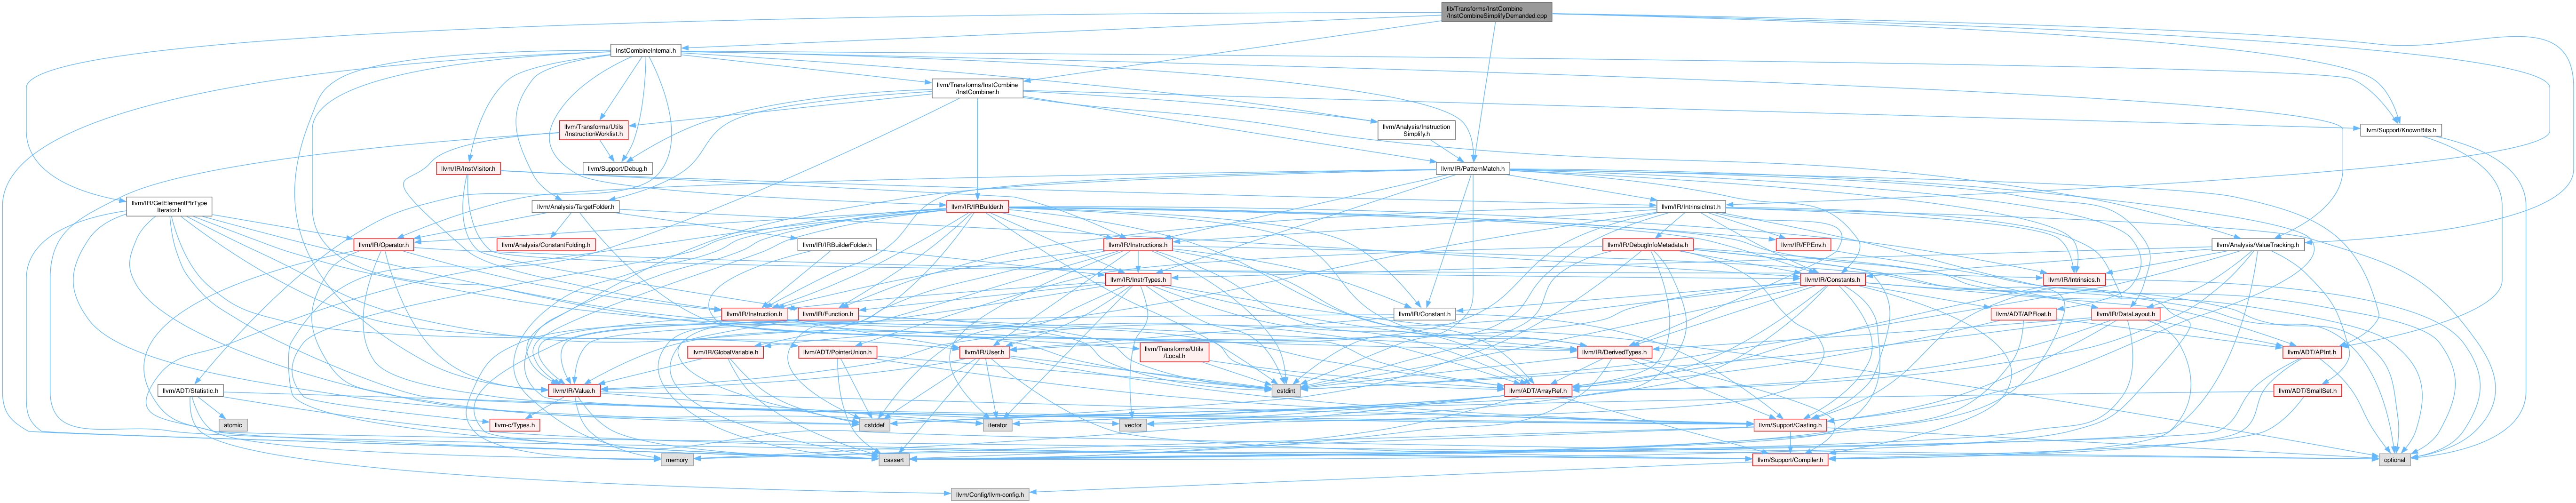 lib/Transforms/InstCombine
/InstCombineSimplifyDemanded.cpp
InstCombineInternal.h
llvm/Transforms/InstCombine
/InstCombiner.h
llvm/Transforms/Utils
/InstructionWorklist.h
llvm/Analysis/Instruction
Simplify.h
llvm/Support/KnownBits.h
llvm/IR/InstVisitor.h
llvm/Support/Debug.h
llvm/IR/PatternMatch.h
llvm/IR/GetElementPtrType
Iterator.h
llvm/Analysis/TargetFolder.h
llvm/IR/IRBuilder.h
llvm/IR/IntrinsicInst.h
llvm/IR/Operator.h
llvm/Analysis/ConstantFolding.h
llvm/IR/IRBuilderFolder.h
llvm/IR/Instructions.h
llvm/IR/DebugInfoMetadata.h
llvm/IR/FPEnv.h
llvm/Analysis/ValueTracking.h
llvm/IR/InstrTypes.h
llvm/IR/Constants.h
llvm/IR/Intrinsics.h
llvm/IR/Instruction.h
llvm/IR/Function.h
llvm/IR/Constant.h
llvm/ADT/APFloat.h
llvm/IR/DataLayout.h
llvm/IR/GlobalVariable.h
llvm/ADT/PointerUnion.h
llvm/IR/User.h
llvm/Transforms/Utils
/Local.h
llvm/IR/DerivedTypes.h
llvm/ADT/APInt.h
llvm/ADT/Statistic.h
llvm/IR/Value.h
cstdint
llvm/ADT/ArrayRef.h
llvm/ADT/SmallSet.h
atomic
llvm-c/Types.h
cstddef
iterator
vector
llvm/Support/Casting.h
memory
cassert
llvm/Support/Compiler.h
optional
llvm/Config/llvm-config.h